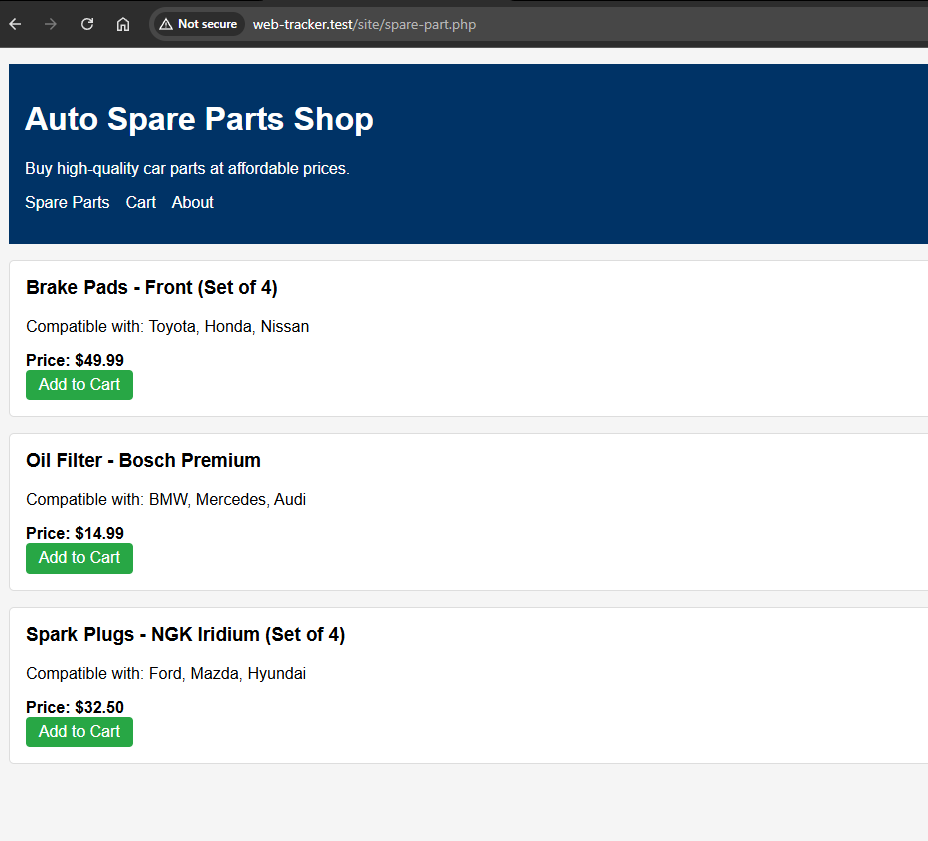 Not secure web-tracker.test/site/spare-part.php
Auto Spare Parts Shop
Buy high-quality car parts at affordable prices.
Spare Parts Cart About
Brake Pads - Front (Set of 4)
Compatible with: Toyota, Honda, Nissan
Price: $49.99
Add to Cart
Oil Filter - Bosch Premium
Compatible with: BMW, Mercedes, Audi
Price: $14.99
Add to Cart
Spark Plugs - NGK Iridium (Set of 4)
Compatible with: Ford, Mazda, Hyundai
Price: $32.50
Add to Cart